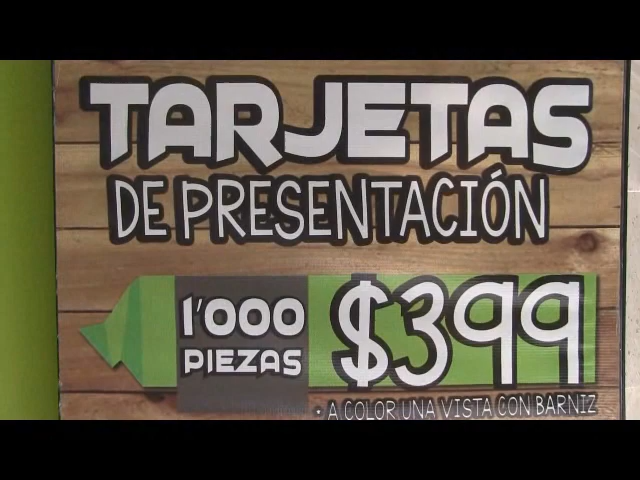 TARJETAS
DE PRESENTACIÓN
1'000
PIEZAS
$399
• A COLOR UNA VISTA CON BARNIZ